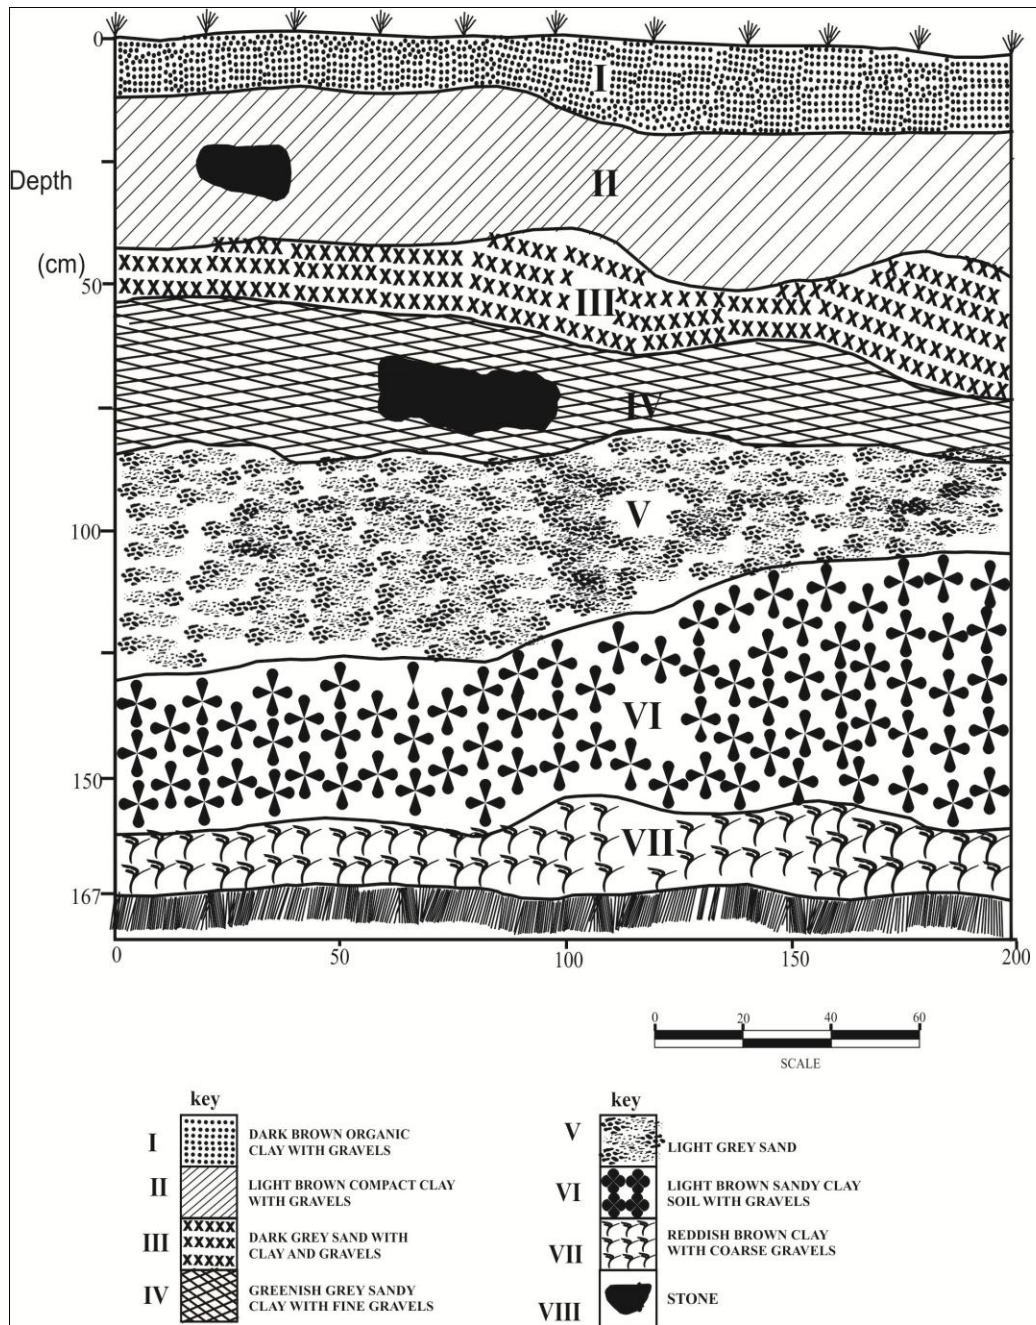 0
I
Depth
II
(cm)
50
III
IV
V
100
VI
150
VII
167
0
50
100
150
200
0
20
40
60
SCALE
key
I
DARK BROWN ORGANIC
CLAY WITH GRAVELS
II
LIGHT BROWN COMPACT CLAY
WITH GRAVELS
III
DARK GREY SAND WITH
CLAY AND GRAVELS
IV
GREENISH GREY SANDY
CLAY WITH FINE GRAVELS
key
V
LIGHT GREY SAND
VI
LIGHT BROWN SANDY CLAY
SOIL WITH GRAVELS
VII
REDDISH BROWN CLAY
WITH COARSE GRAVELS
VIII
STONE